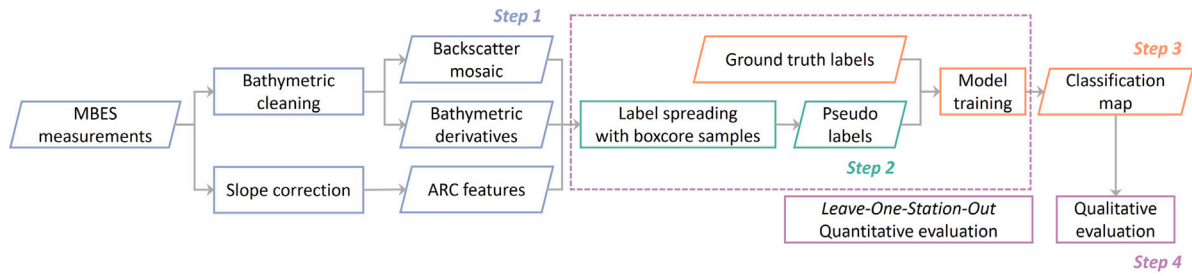 Step 1
MBES
measurements
Bathymetric
cleaning
Slope correction
Backscatter
mosaic
Bathymetric
derivatives
ARC features
Label spreading
with boxcore samples
Ground truth labels
Pseudo
labels
Step 2
Model
training
Step 3
Classification
map
Leave-One-Station-Out
Quantitative evaluation
Qualitative
evaluation
Step 4